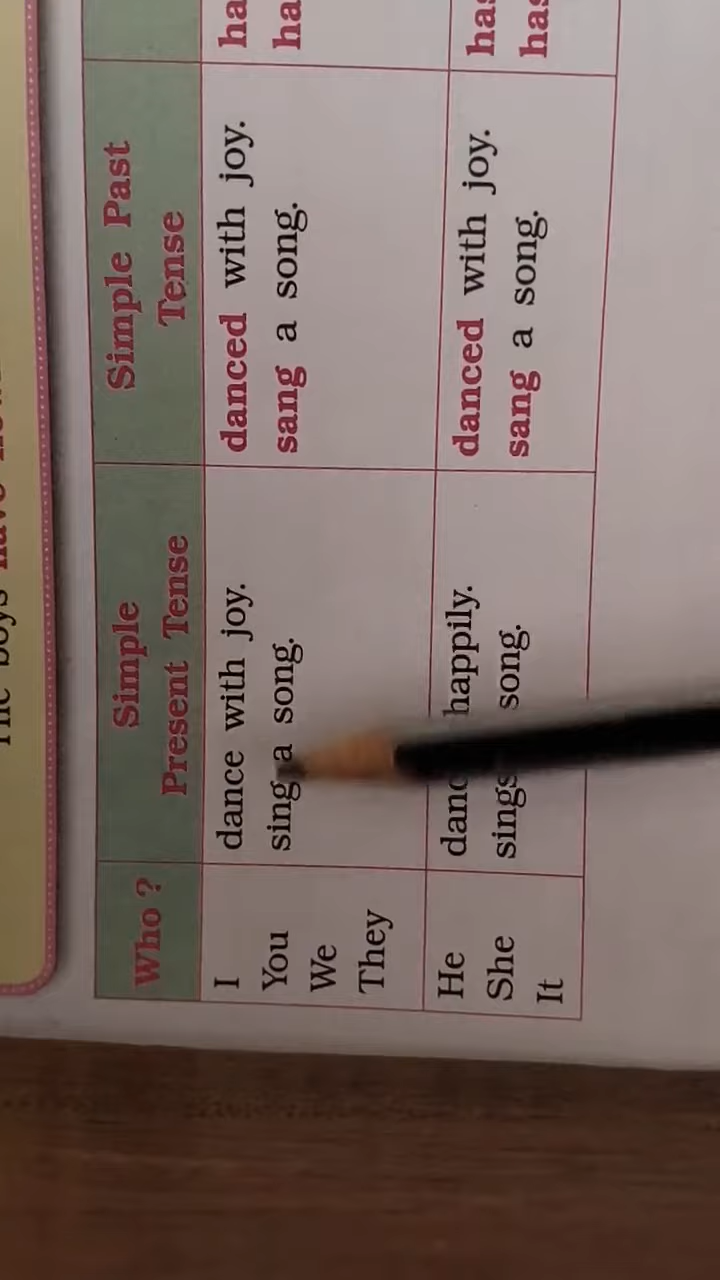 Who ?
Simple
Present Tense
Simple Past
Tense
I
You
We
They
dance with joy.
sing a song.
danced with joy.
sang a song.
He
She
It
happily.
sings song.
danced with joy.
sang a song.